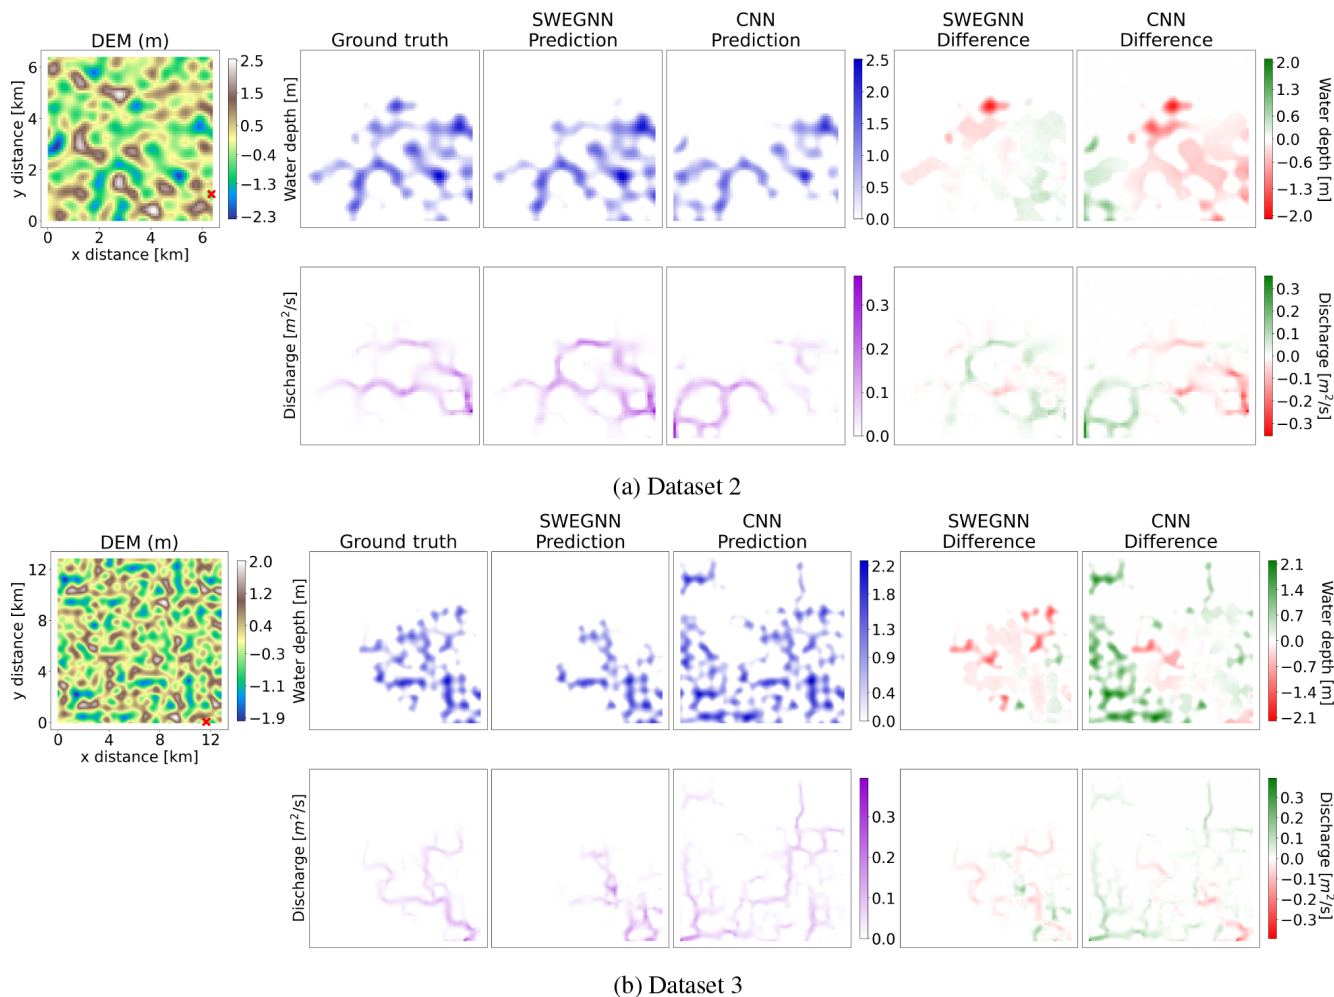 DEM (m)
Ground truth
SWEGNN
Prediction
CNN
Prediction
SWEGNN
Difference
CNN
Difference
y distance [km]
6
4
2
0
0 2 4 6
x distance [km]
2.5
1.5
0.5
−0.4
−1.3
−2.3
Water depth [m]
2.5
2.0
1.5
1.0
0.5
0.0
2.0
1.3
0.6
0.0
−0.6
−1.3
−2.0
Water depth [m]
Discharge [m²/s]
0.3
0.2
0.1
0.0
0.3
0.2
0.1
0.0
−0.1
−0.2
−0.3
Discharge [m²/s]
(a) Dataset 2
DEM (m)
Ground truth
SWEGNN
Prediction
CNN
Prediction
SWEGNN
Difference
CNN
Difference
y distance [km]
12
8
4
0
0 4 8 12
x distance [km]
2.0
1.2
0.4
−0.3
−1.1
−1.9
Water depth [m]
2.2
1.8
1.3
0.9
0.4
0.0
2.1
1.4
0.7
0.0
−0.7
−1.4
−2.1
Water depth [m]
Discharge [m²/s]
0.3
0.2
0.1
0.0
0.3
0.2
0.1
0.0
−0.1
−0.2
−0.3
Discharge [m²/s]
(b) Dataset 3